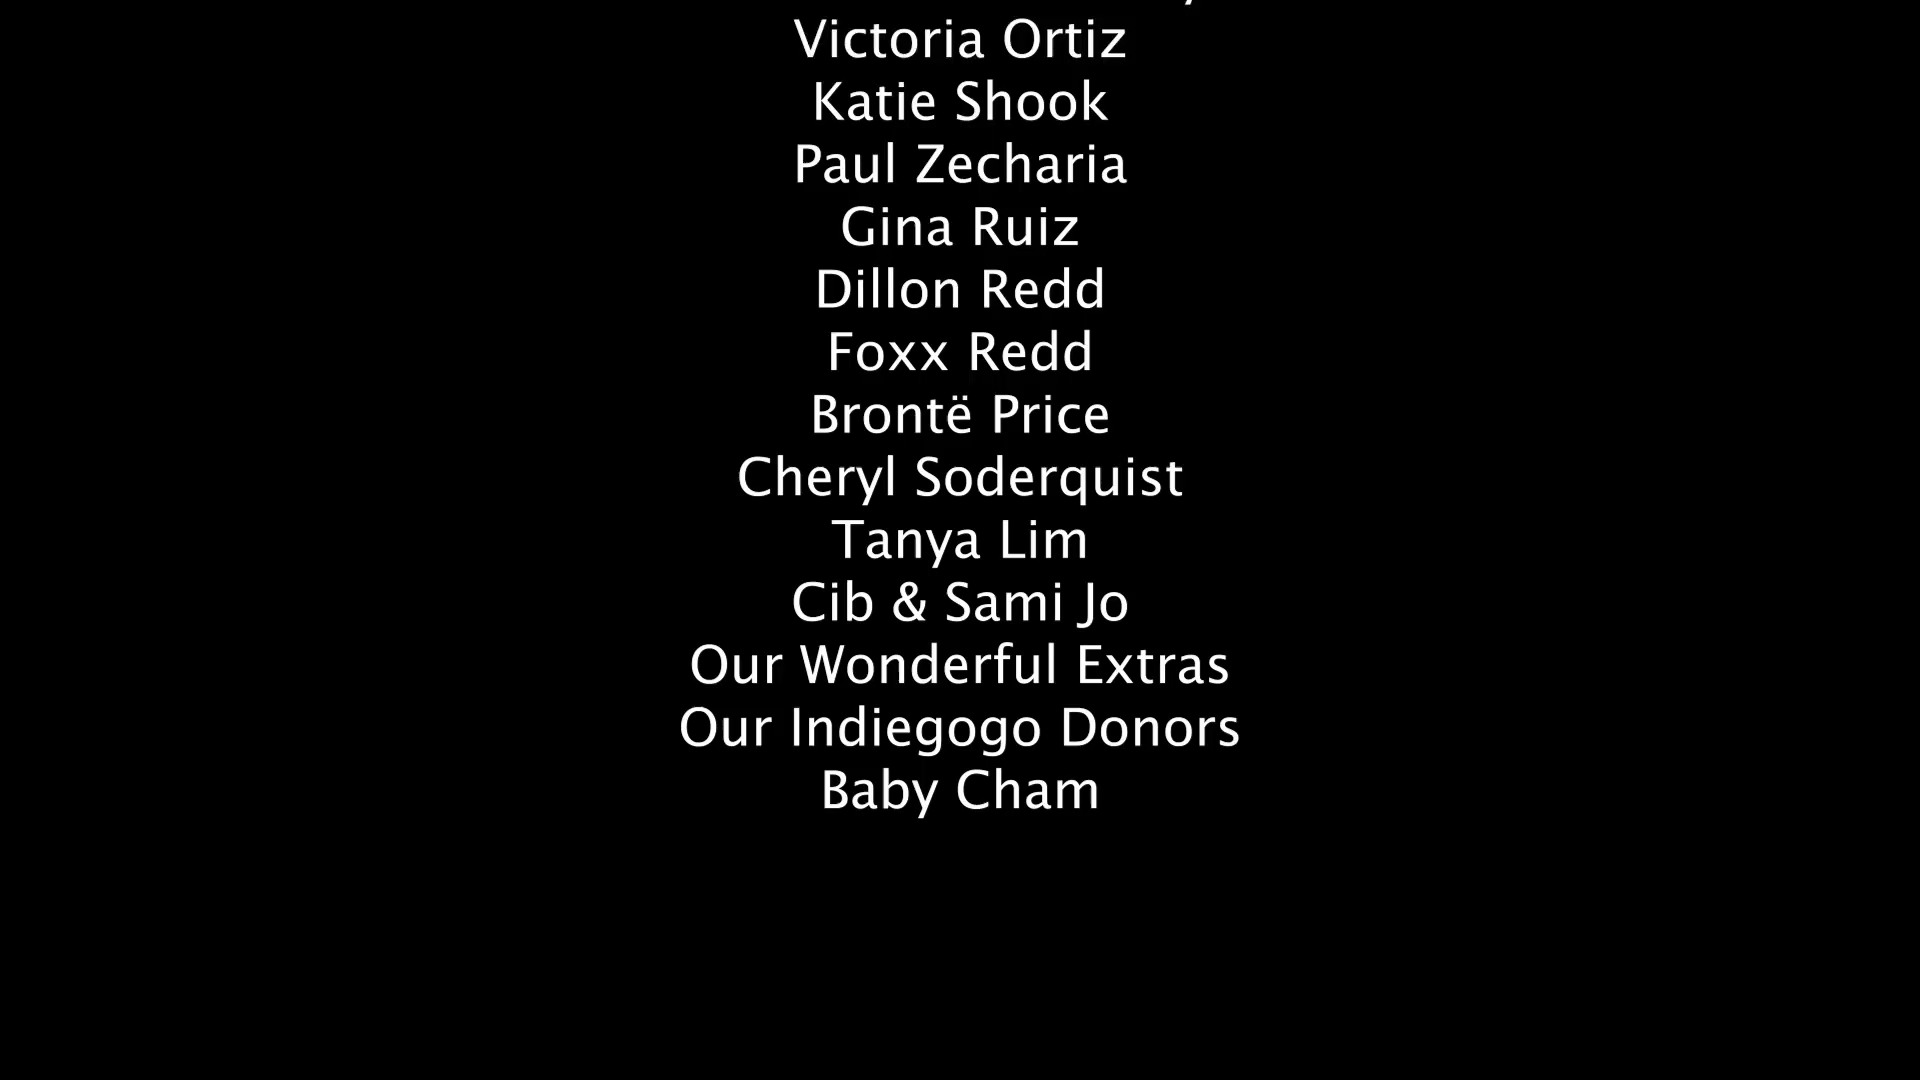 Victoria Ortiz
Katie Shook
Paul Zecharia
Gina Ruiz
Dillon Redd
Foxx Redd
Brontë Price
Cheryl Soderquist
Tanya Lim
Cib & Sami Jo
Our Wonderful Extras
Our Indiegogo Donors
Baby Cham